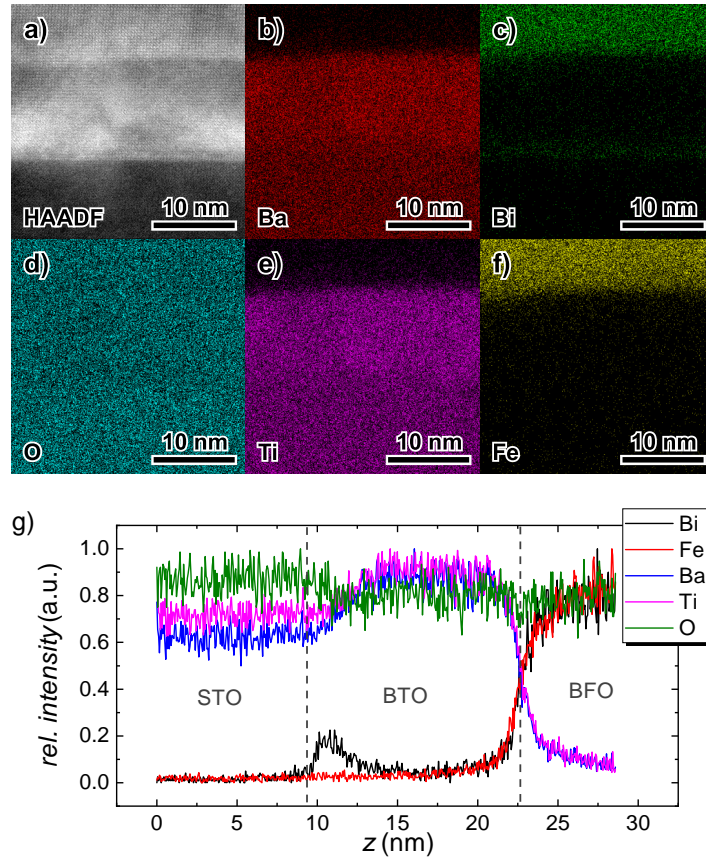 a)
b)
c)
HAADF
10 nm
Ba
10 nm
Bi
10 nm
d)
e)
f)
O
10 nm
Ti
10 nm
Fe
10 nm
g)
Bi
Fe
Ba
Ti
O
1.0
0.8
0.6
0.4
0.2
0.0
rel. intensity (a.u.)
STO
BTO
BFO
0 5 10 15 20 25 30
z (nm)